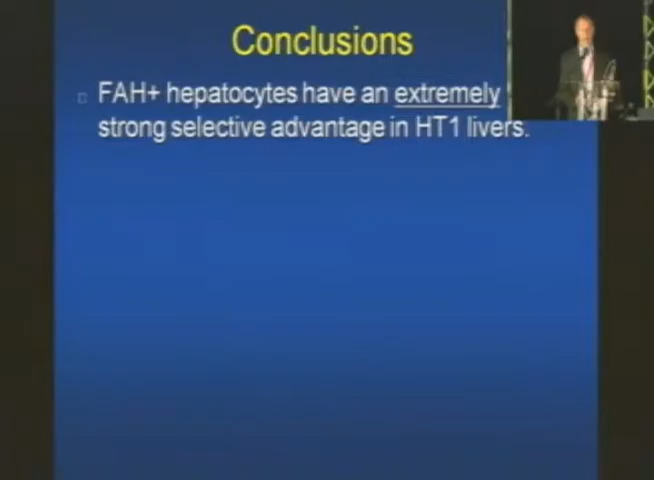 Conclusions
FAH+ hepatocytes have an extremely
strong selective advantage in HT1 livers.